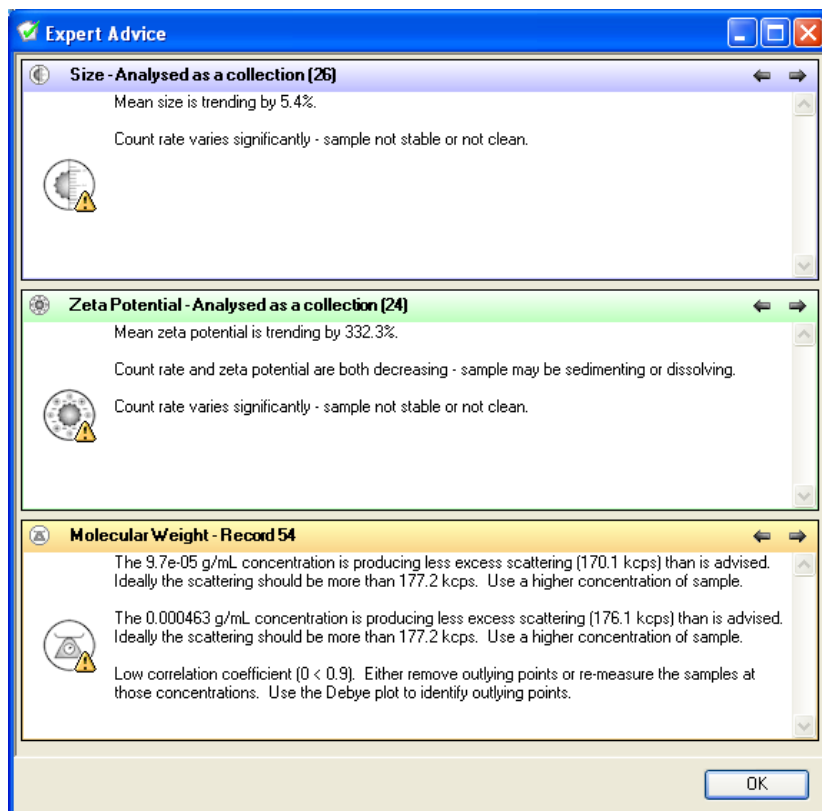 Expert Advice
Size - Analysed as a collection (26)
Mean size is trending by 5.4%.
Count rate varies significantly - sample not stable or not clean.
Zeta Potential - Analysed as a collection (24)
Mean zeta potential is trending by 332.3%.
Count rate and zeta potential are both decreasing - sample may be sedimenting or dissolving.
Count rate varies significantly - sample not stable or not clean.
Molecular Weight - Record 54
The 9.7e-05 g/mL concentration is producing less excess scattering (170.1 kcps) than is advised.
Ideally the scattering should be more than 177.2 kcps. Use a higher concentration of sample.
The 0.000463 g/mL concentration is producing less excess scattering (176.1 kcps) than is advised.
Ideally the scattering should be more than 177.2 kcps. Use a higher concentration of sample.
Low correlation coefficient (0 < 0.9). Either remove outlying points or re-measure the samples at
those concentrations. Use the Debye plot to identify outlying points.
OK